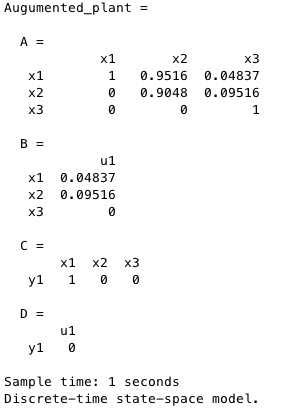 Augumented_plant =
A =
x1 x2 x3
x1 1 0.9516 0.04837
x2 0 0.9048 0.09516
x3 0 0 1
B =
u1
x1 0.04837
x2 0.09516
x3 0
C =
x1 x2 x3
y1 1 0 0
D =
u1
y1 0
Sample time: 1 seconds
Discrete-time state-space model.